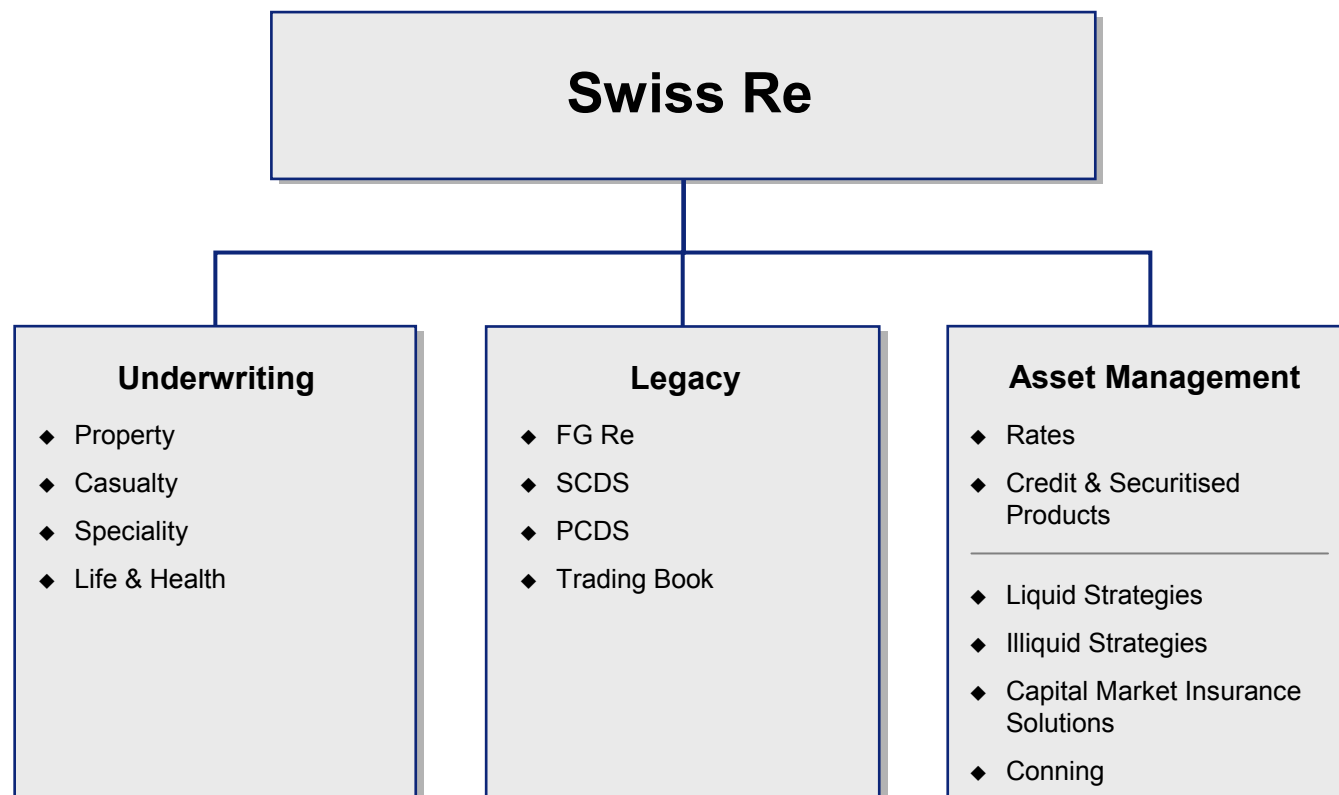 Swiss Re
Underwriting
◆ Property
◆ Casualty
◆ Speciality
◆ Life & Health
Legacy
◆ FG Re
◆ SCDS
◆ PCDS
◆ Trading Book
Asset Management
◆ Rates
◆ Credit & Securitised
Products
◆ Liquid Strategies
◆ Illiquid Strategies
◆ Capital Market Insurance
Solutions
◆ Conning